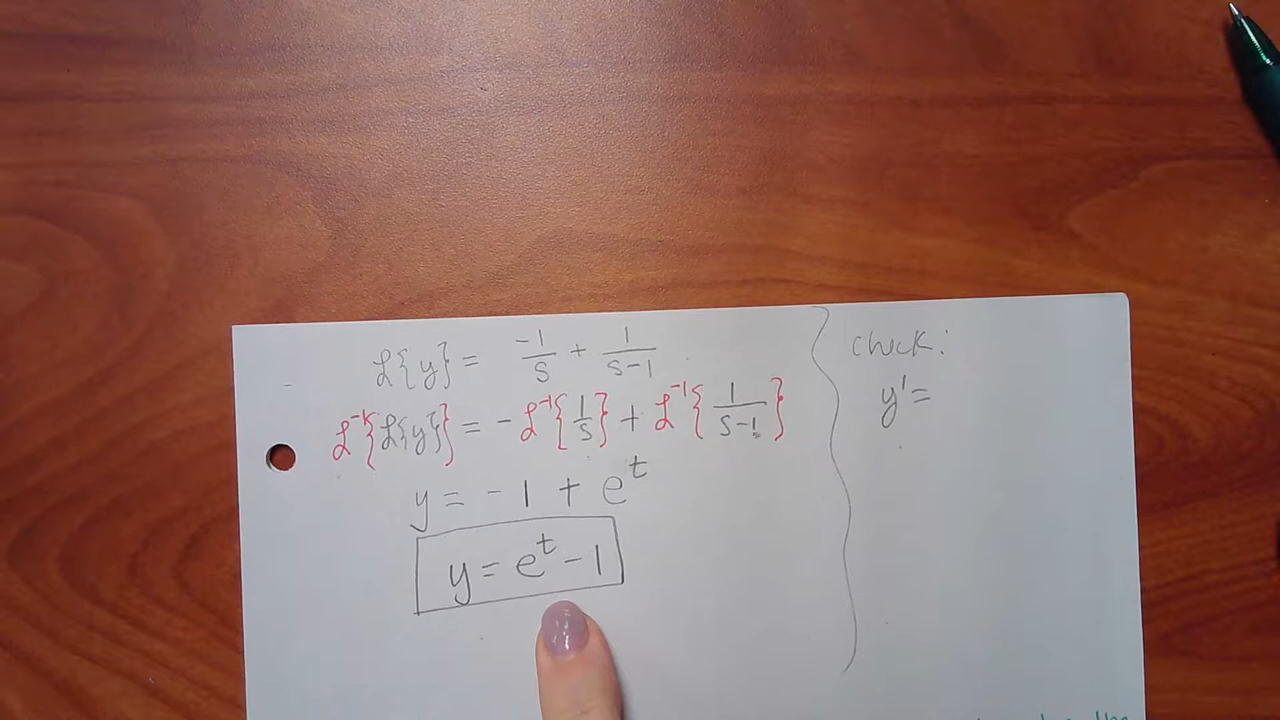 ℒ{y} = -1/s + 1/(s-1)
ℒ⁻¹{ℒ{y}} = -ℒ⁻¹{1/s} + ℒ⁻¹{1/(s-1)}
y = -1 + e^t
y = e^t - 1
check:
y' =